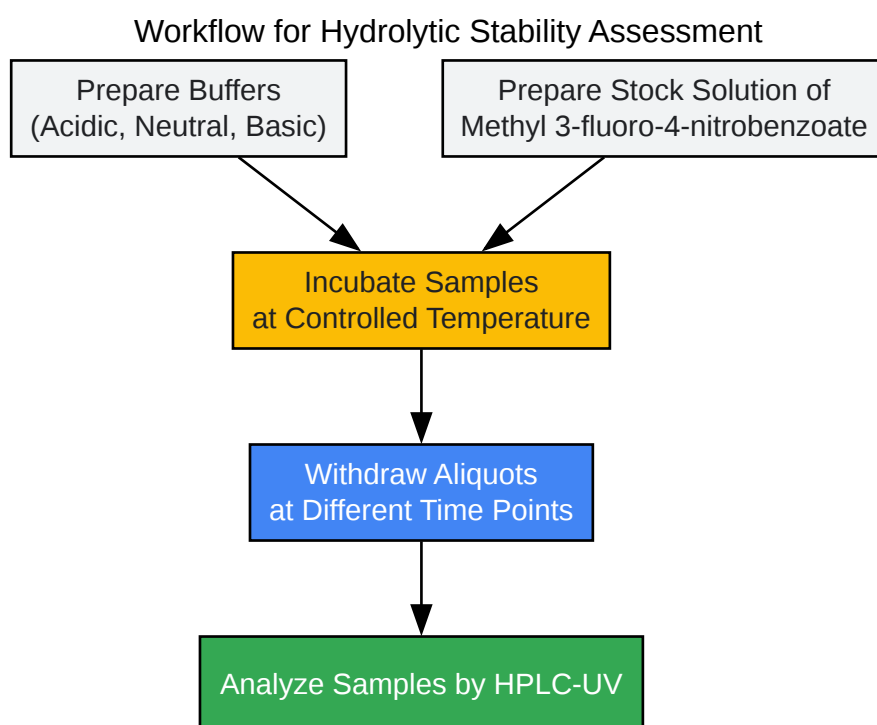 Workflow for Hydrolytic Stability Assessment
Prepare Buffers
(Acidic, Neutral, Basic)
Prepare Stock Solution of
Methyl 3-fluoro-4-nitrobenzoate
Incubate Samples
at Controlled Temperature
Withdraw Aliquots
at Different Time Points
Analyze Samples by HPLC-UV